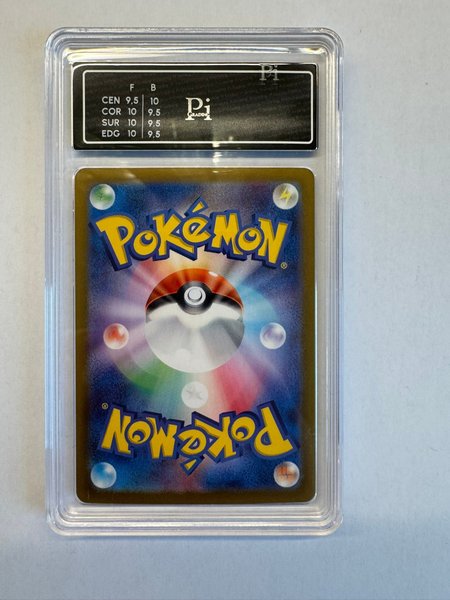 F B
CEN 9,5 10
COR 10 9.5
SUR 10 9.5
EDG 10 9.5
Pi
GRADING
Pi
POKéMON
®
POKéMON
®